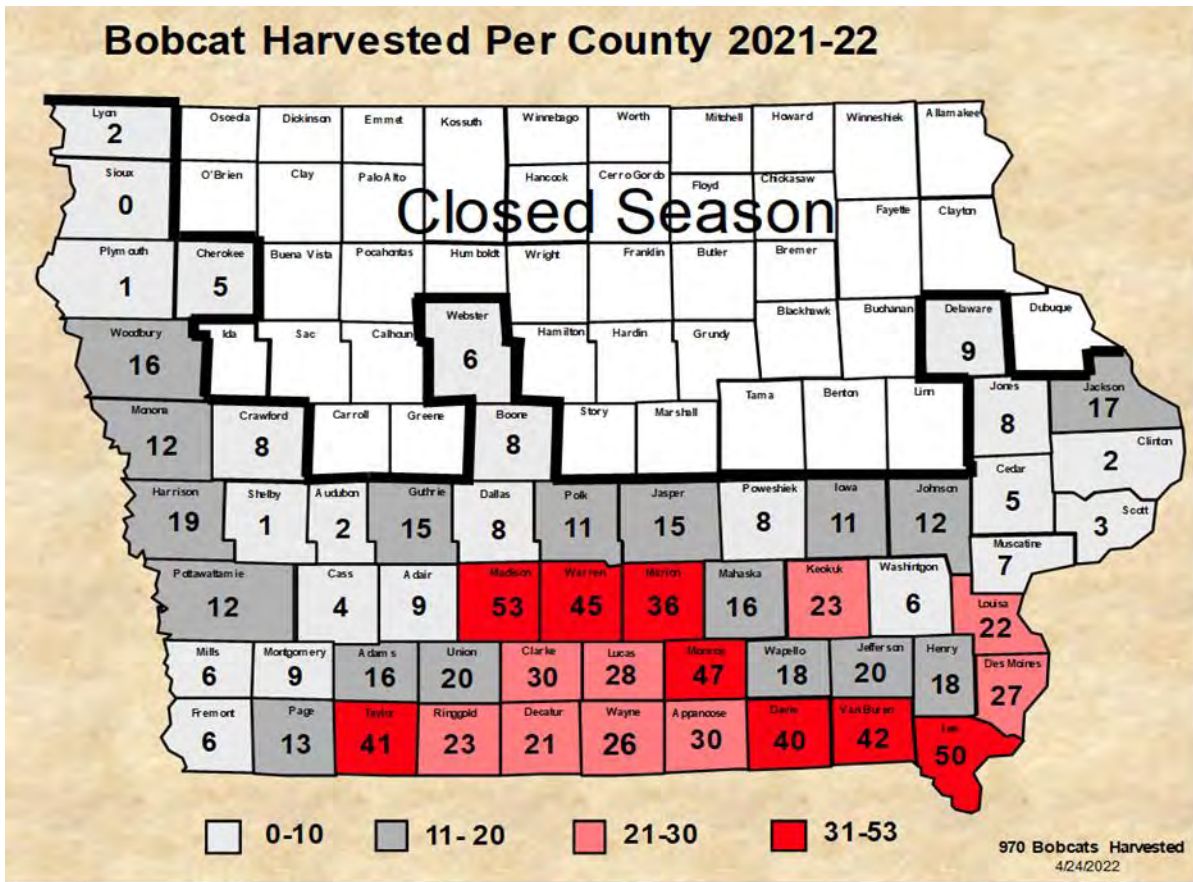 Bobcat Harvested Per County 2021-22
Lyon
2
Osceola
Dickinson
Emmet
Kossuth
Winnebago
Worth
Mitchell
Howard
Winneshiek
Allamakee
Sioux
0
O'Brien
Clay
Palo Alto
Hancock
Cerro Gordo
Floyd
Chickasaw
Closed Season
Fayette
Clayton
Plymouth
1
Cherokee
5
Buena Vista
Pocahontas
Humboldt
Wright
Franklin
Butler
Bremer
Woodbury
16
Ida
Sac
Calhoun
Webster
6
Hamilton
Hardin
Grundy
Blackhawk
Buchanan
Delaware
9
Dubuque
Monona
12
Crawford
8
Carroll
Greene
Boone
8
Story
Marshall
Tama
Benton
Linn
Jones
8
Jackson
17
Clinton
2
Harrison
19
Shelby
1
Audubon
2
Guthrie
15
Dallas
8
Polk
11
Jasper
15
Poweshiek
8
Iowa
11
Johnson
12
Cedar
5
Scott
3
Muscatine
7
Pottawattamie
12
Cass
4
Adair
9
Madison
53
Warren
45
Marion
36
Mahaska
16
Keokuk
23
Washintgon
6
Louisa
22
Mills
6
Montgomery
9
Adams
16
Union
20
Clarke
30
Lucas
28
Monroe
47
Wapello
18
Jefferson
20
Henry
18
Des Moines
27
Fremont
6
Page
13
Taylor
41
Ringgold
23
Decatur
21
Wayne
26
Appanoose
30
Davis
40
Van Buren
42
Lee
50
0-10
11- 20
21-30
31-53
970 Bobcats Harvested
4/24/2022